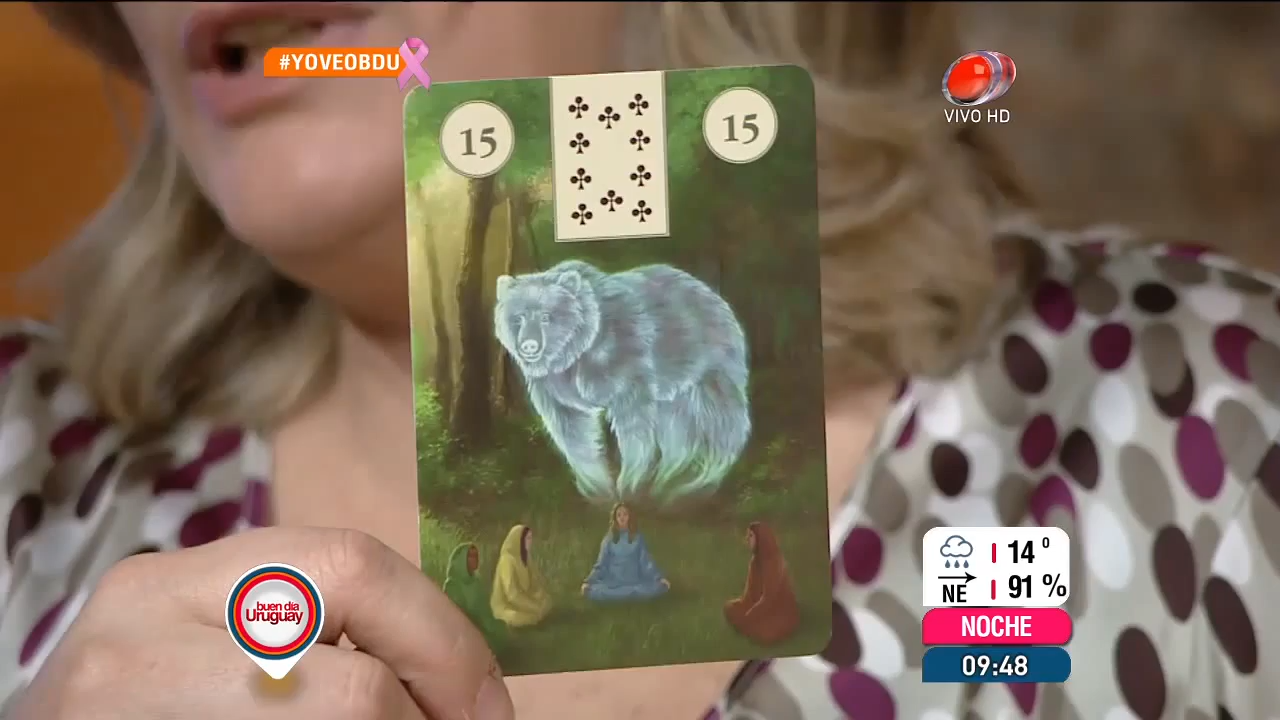 #YOVEOBDU
VIVO HD
15
15
14°
NE
91 %
NOCHE
09:48
buen día
Uruguay